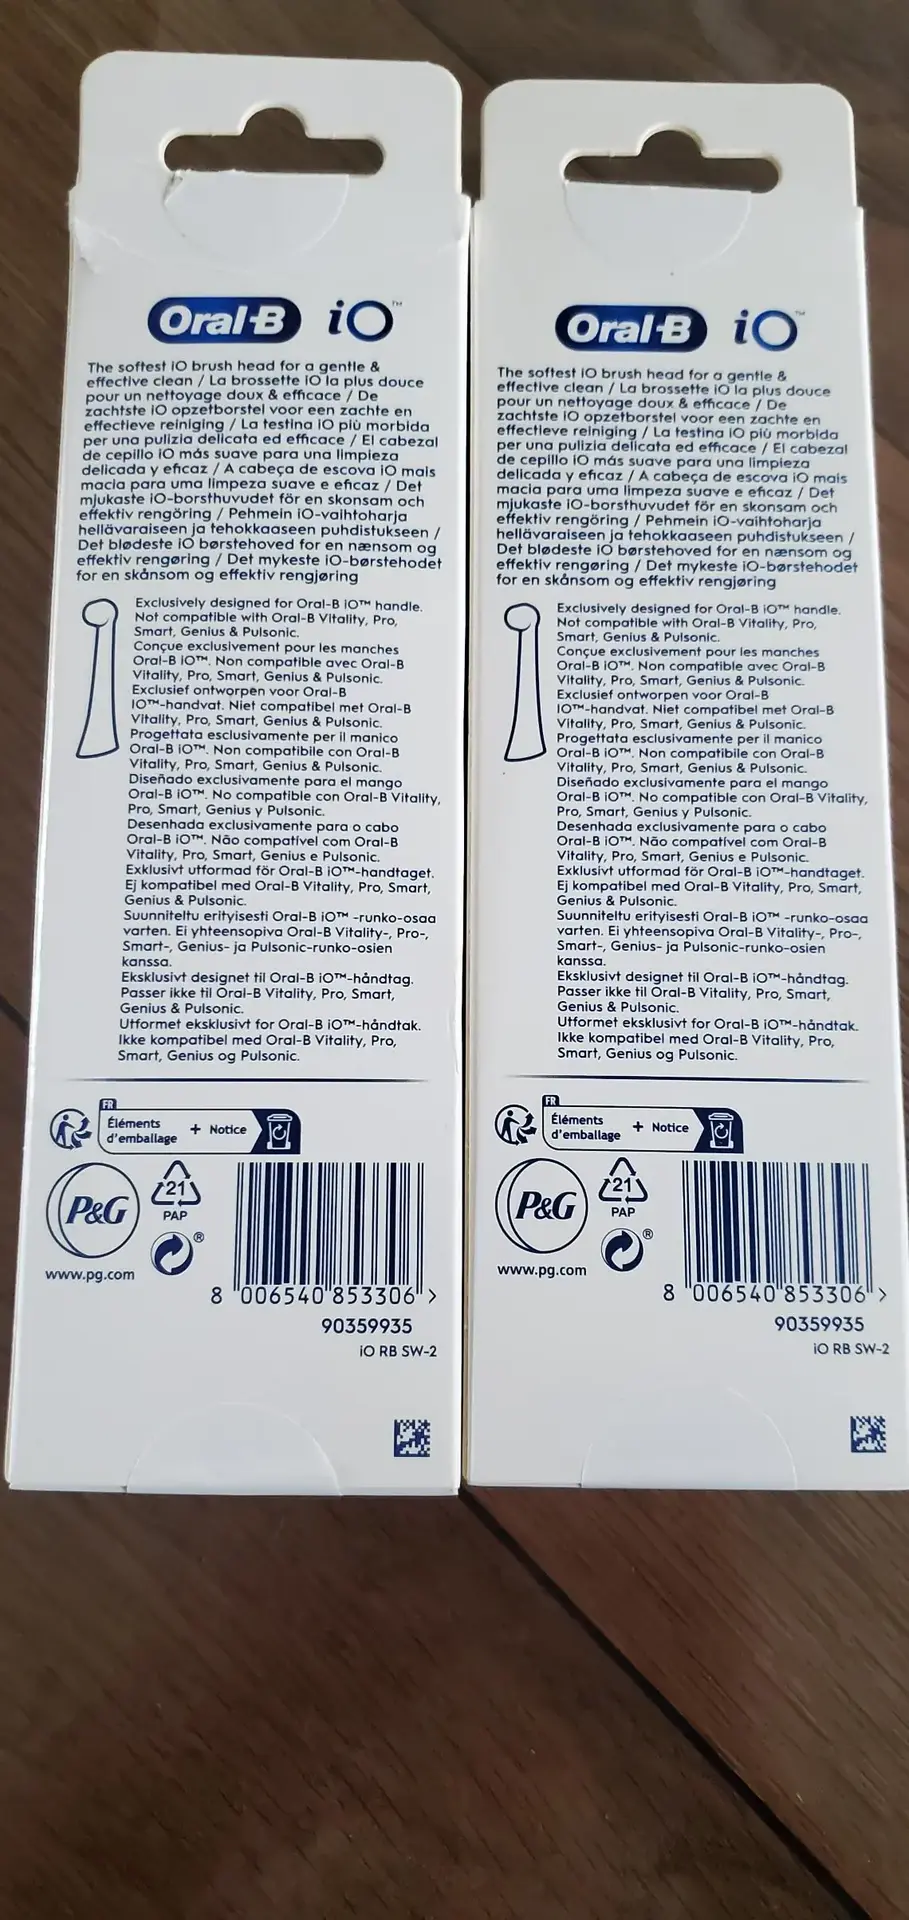 Oral-B iO™
The softest iO brush head for a gentle &
effective clean / La brossette iO la plus douce
pour un nettoyage doux & efficace / De
zachtste iO opzetborstel voor een zachte en
effectieve reiniging / La testina iO più morbida
per una pulizia delicata ed efficace / El cabezal
de cepillo iO más suave para una limpieza
delicada y eficaz / A cabeça de escova iO mais
macia para uma limpeza suave e eficaz / Det
mjukaste iO-borsthuvudet för en skonsam och
effektiv rengöring / Pehmein iO-vaihtoharja
hellävaraiseen ja tehokkaaseen puhdistukseen /
Det blødeste iO børstehoved for en nænsom og
effektiv rengøring / Det mykeste iO-børstehodet
for en skånsom og effektiv rengjøring
Exclusively designed for Oral-B iO™ handle.
Not compatible with Oral-B Vitality, Pro,
Smart, Genius & Pulsonic.
Conçue exclusivement pour les manches
Oral-B iO™. Non compatible avec Oral-B
Vitality, Pro, Smart, Genius & Pulsonic.
Exclusief ontworpen voor Oral-B
iO™-handvat. Niet compatibel met Oral-B
Vitality, Pro, Smart, Genius & Pulsonic.
Progettata esclusivamente per il manico
Oral-B iO™. Non compatibile con Oral-B
Vitality, Pro, Smart, Genius & Pulsonic.
Diseñado exclusivamente para el mango
Oral-B iO™. No compatible con Oral-B Vitality,
Pro, Smart, Genius y Pulsonic.
Desenhada exclusivamente para o cabo
Oral-B iO™. Não compatível com Oral-B
Vitality, Pro, Smart, Genius e Pulsonic.
Exklusivt utformad för Oral-B iO™-handtaget.
Ej kompatibel med Oral-B Vitality, Pro, Smart,
Genius & Pulsonic.
Suunniteltu erityisesti Oral-B iO™ -runko-osaa
varten. Ei yhteensopiva Oral-B Vitality-, Pro-,
Smart-, Genius- ja Pulsonic-runko-osien
kanssa.
Eksklusivt designet til Oral-B iO™-håndtag.
Passer ikke til Oral-B Vitality, Pro, Smart,
Genius & Pulsonic.
Utformet eksklusivt for Oral-B iO™-håndtak.
Ikke kompatibel med Oral-B Vitality, Pro,
Smart, Genius og Pulsonic.
FR
Éléments
d'emballage + Notice
P&G
21
PAP
®
www.pg.com
8 006540 853306 >
90359935
iO RB SW-2
Oral-B iO™
The softest iO brush head for a gentle &
effective clean / La brossette iO la plus douce
pour un nettoyage doux & efficace / De
zachtste iO opzetborstel voor een zachte en
effectieve reiniging / La testina iO più morbida
per una pulizia delicata ed efficace / El cabezal
de cepillo iO más suave para una limpieza
delicada y eficaz / A cabeça de escova iO mais
macia para uma limpeza suave e eficaz / Det
mjukaste iO-borsthuvudet för en skonsam och
effektiv rengöring / Pehmein iO-vaihtoharja
hellävaraiseen ja tehokkaaseen puhdistukseen /
Det blødeste iO børstehoved for en nænsom og
effektiv rengøring / Det mykeste iO-børstehodet
for en skånsom og effektiv rengjøring
Exclusively designed for Oral-B iO™ handle.
Not compatible with Oral-B Vitality, Pro,
Smart, Genius & Pulsonic.
Conçue exclusivement pour les manches
Oral-B iO™. Non compatible avec Oral-B
Vitality, Pro, Smart, Genius & Pulsonic.
Exclusief ontworpen voor Oral-B
iO™-handvat. Niet compatibel met Oral-B
Vitality, Pro, Smart, Genius & Pulsonic.
Progettata esclusivamente per il manico
Oral-B iO™. Non compatibile con Oral-B
Vitality, Pro, Smart, Genius & Pulsonic.
Diseñado exclusivamente para el mango
Oral-B iO™. No compatible con Oral-B Vitality,
Pro, Smart, Genius y Pulsonic.
Desenhada exclusivamente para o cabo
Oral-B iO™. Não compatível com Oral-B
Vitality, Pro, Smart, Genius e Pulsonic.
Exklusivt utformad för Oral-B iO™-handtaget.
Ej kompatibel med Oral-B Vitality, Pro, Smart,
Genius & Pulsonic.
Suunniteltu erityisesti Oral-B iO™ -runko-osaa
varten. Ei yhteensopiva Oral-B Vitality-, Pro-,
Smart-, Genius- ja Pulsonic-runko-osien
kanssa.
Eksklusivt designet til Oral-B iO™-håndtag.
Passer ikke til Oral-B Vitality, Pro, Smart,
Genius & Pulsonic.
Utformet eksklusivt for Oral-B iO™-håndtak.
Ikke kompatibel med Oral-B Vitality, Pro,
Smart, Genius og Pulsonic.
FR
Éléments
d'emballage + Notice
P&G
21
PAP
®
www.pg.com
8 006540 853306 >
90359935
iO RB SW-2